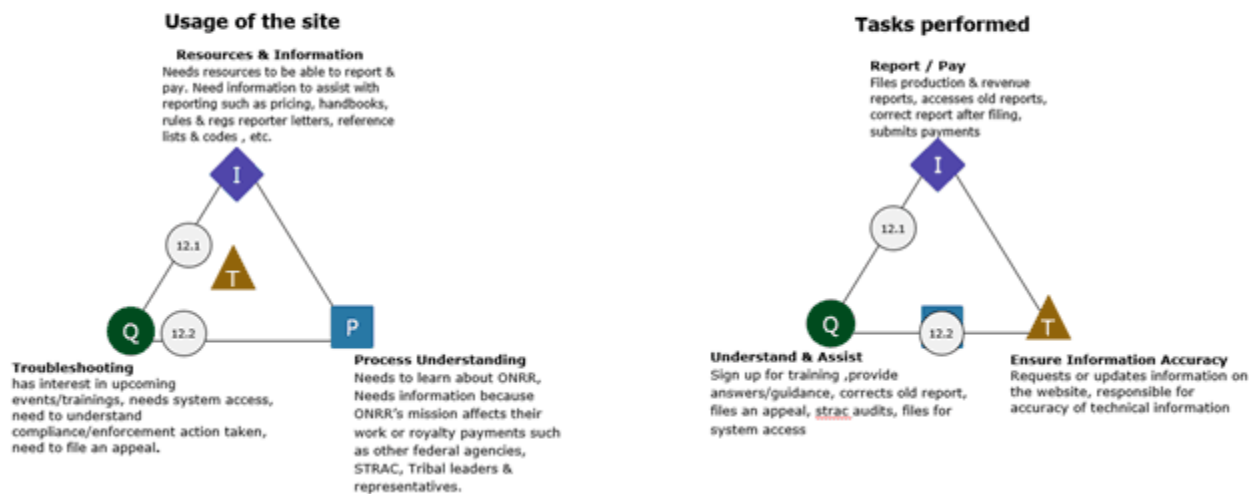 Usage of the site
Resources & Information
Needs resources to be able to report &
pay. Need information to assist with
reporting such as pricing, handbooks,
rules & regs reporter letters, reference
lists & codes , etc.
I
12.1
T
Q
12.2
P
Troubleshooting
has interest in upcoming
events/trainings, needs system access,
need to understand
compliance/enforcement action taken,
need to file an appeal.
Process Understanding
Needs to learn about ONRR,
Needs information because
ONRR's mission affects their
work or royalty payments such
as other federal agencies,
STRAC, Tribal leaders &
representatives.
Tasks performed
Report / Pay
Files production & revenue
reports, accesses old reports,
correct report after filing,
submits payments
I
12.1
Q
12.2
T
Understand & Assist
Sign up for training ,provide
answers/guidance, corrects old report,
files an appeal, strac audits, files for
system access
Ensure Information Accuracy
Requests or updates information on
the website, responsible for
accuracy of technical information